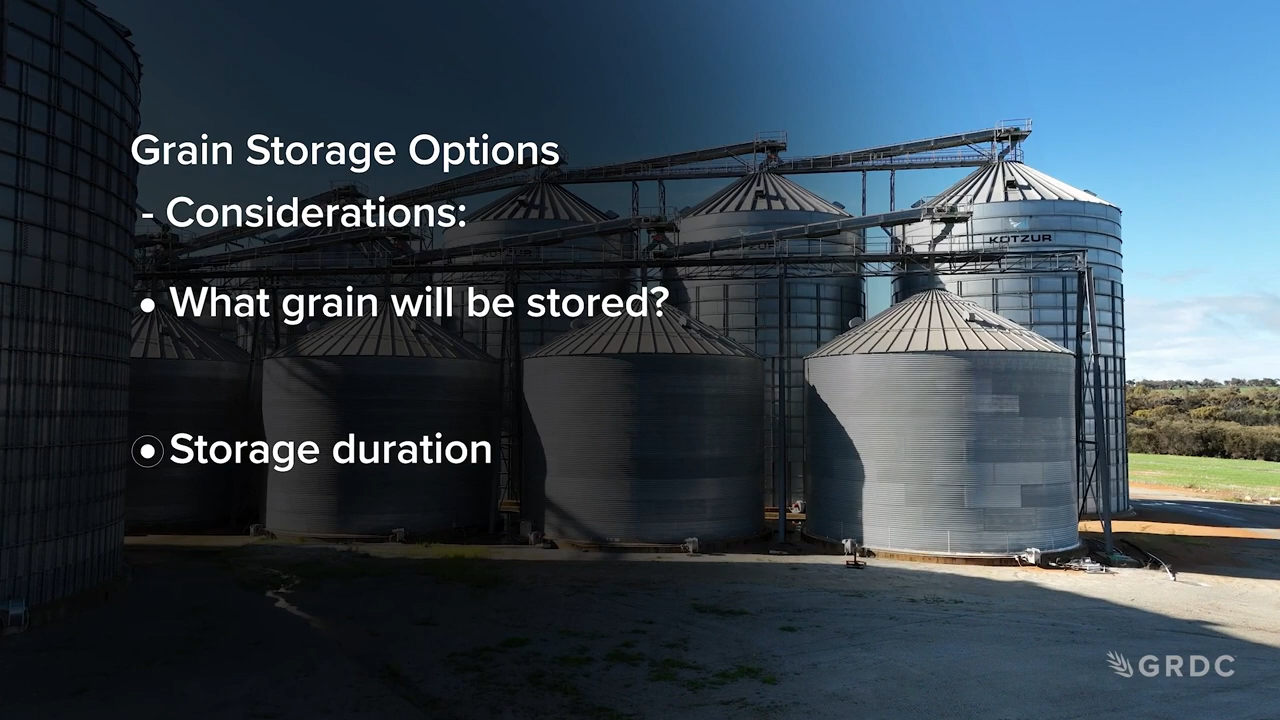 Grain Storage Options
- Considerations:
KOTZUR
• What grain will be stored?
• Storage duration
GRDC